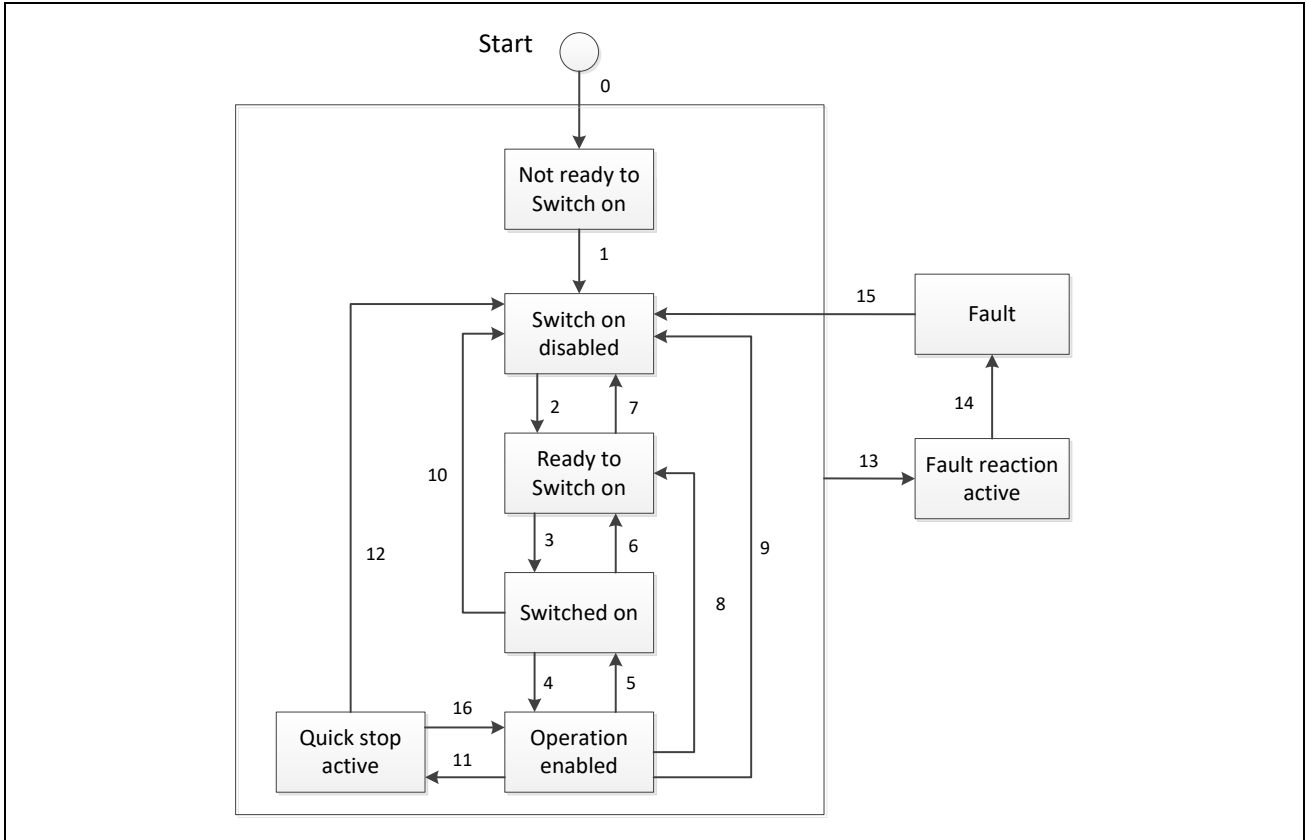 Start
0
Not ready to
Switch on
1
Switch on
disabled
15
Fault
2
7
14
10
Ready to
Switch on
13
Fault reaction
active
12
3
6
9
8
Switched on
4
5
16
Quick stop
active
11
Operation
enabled